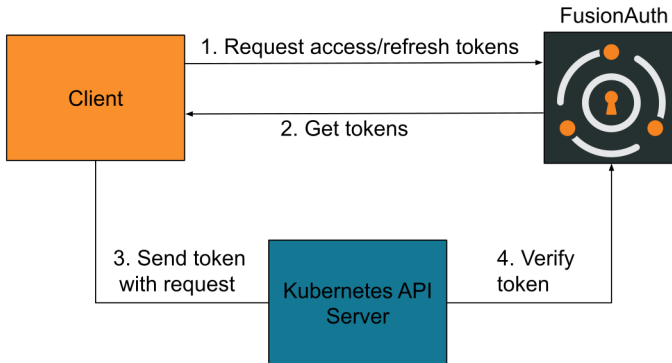 FusionAuth
1. Request access/refresh tokens
Client
2. Get tokens
3. Send token
with request
Kubernetes API
Server
4. Verify
token